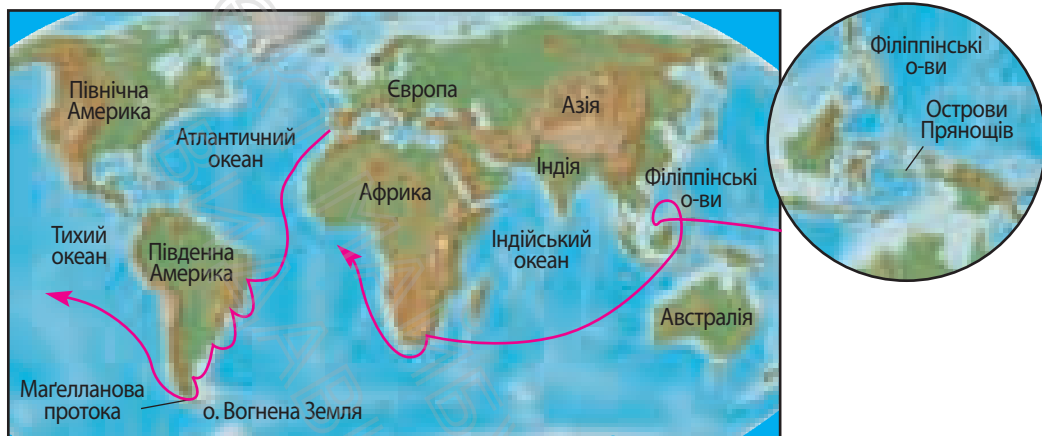 Північна
Америка
Атлантичний
океан
Європа
Азія
Індія
Африка
Філіппінські
о-ви
Тихий
океан
Південна
Америка
Індійський
океан
Австралія
Маґелланова
протока
о. Вогнена Земля
Філіппінські
о-ви
Острови
Прянощів